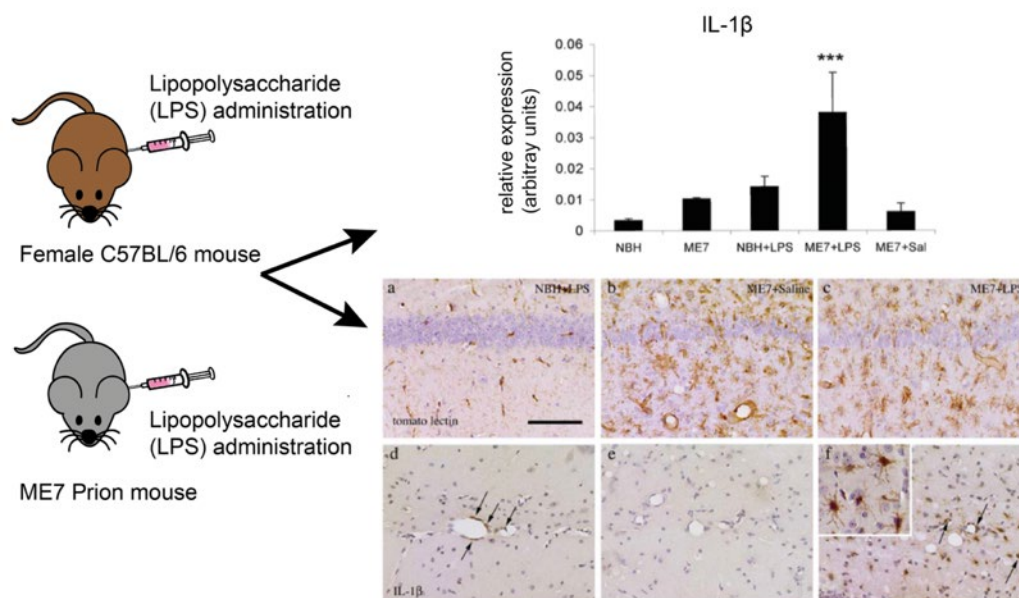 Lipopolysaccharide
(LPS) administration
Female C57BL/6 mouse
Lipopolysaccharide
(LPS) administration
ME7 Prion mouse
IL-1β
relative expression
(arbitray units)
0.06
0.05
0.04
0.03
0.02
0.01
0
***
NBH
ME7
NBH+LPS
ME7+LPS
ME7+Sal
a
NBH+LPS
tomato lectin
b
ME7+Saline
c
ME7+LPS
d
IL-1β
e
f